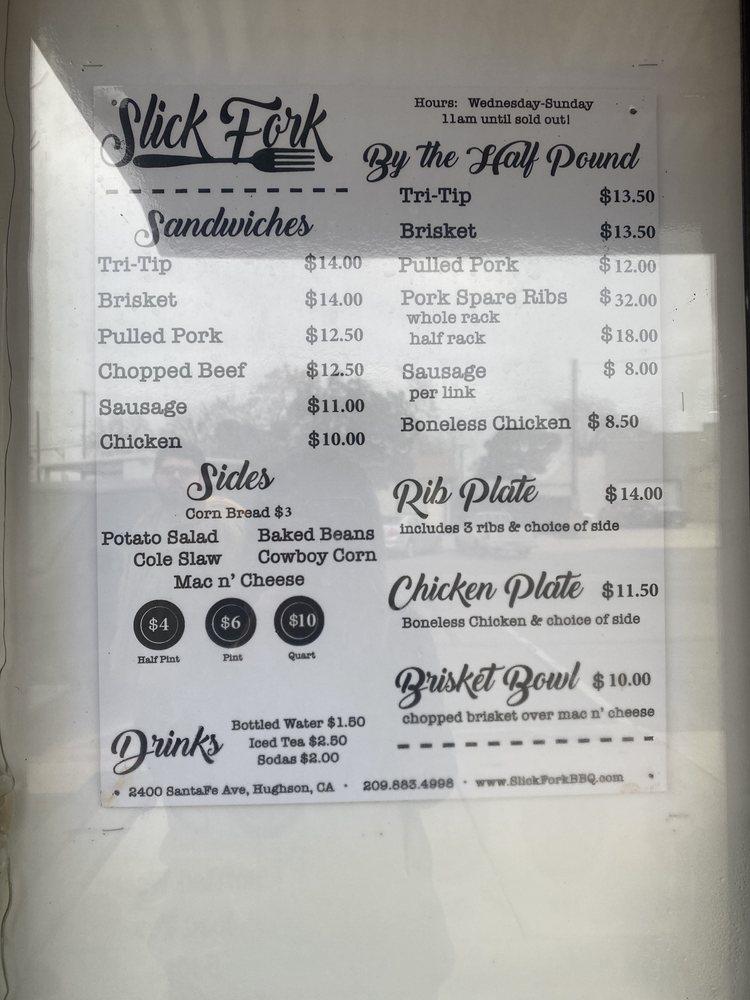 Slick Fork
Sandwiches
Tri-Tip $14.00
Brisket $14.00
Pulled Pork $12.50
Chopped Beef $12.50
Sausage $11.00
Chicken $10.00
Sides
Corn Bread $3
Potato Salad Baked Beans
Cole Slaw Cowboy Corn
Mac n' Cheese
$4 $6 $10
Half Pint Pint Quart
Drinks
Bottled Water $1.50
Iced Tea $2.50
Sodas $2.00
Hours: Wednesday-Sunday
11am until sold out!
By the Half Pound
Tri-Tip $13.50
Brisket $13.50
Pulled Pork $12.00
Pork Spare Ribs $32.00
whole rack
half rack $18.00
Sausage $ 8.00
per link
Boneless Chicken $ 8.50
Rib Plate $14.00
includes 3 ribs & choice of side
Chicken Plate $11.50
Boneless Chicken & choice of side
Brisket Bowl $ 10.00
chopped brisket over mac n' cheese
• 2400 SantaFe Ave, Hughson, CA • 209.883.4998 • www.SlickForkBBQ.com •